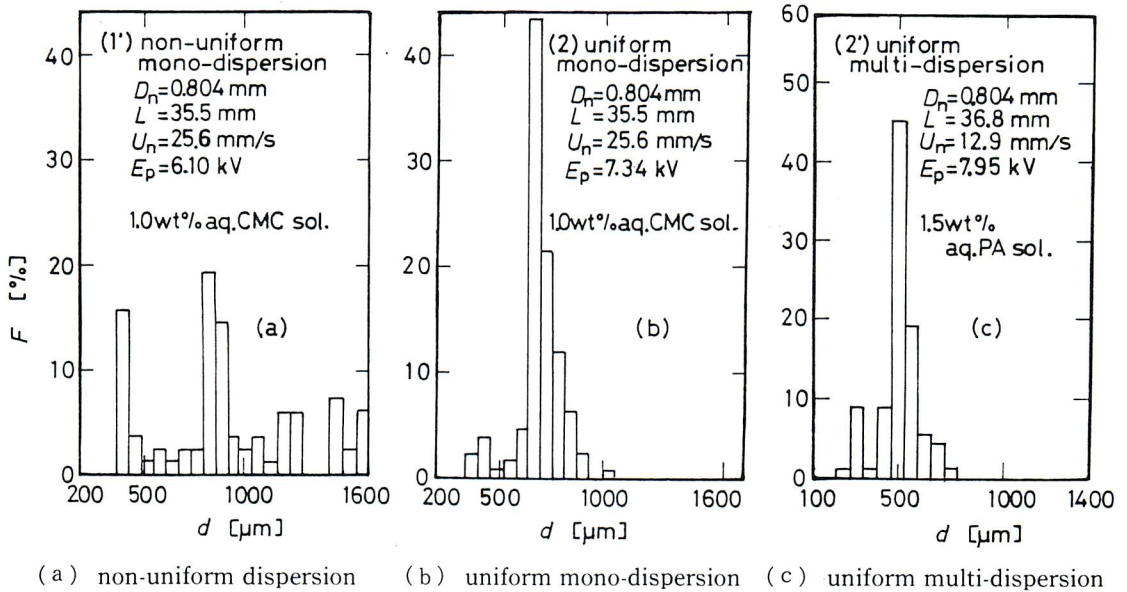 (1') non-uniform
mono-dispersion
Dn=0.804 mm
L =35.5 mm
Un=25.6 mm/s
Ep=6.10 kV
1.0wt% aq.CMC sol.
(a)
F [%]
40
30
20
10
0
200 500 1000 1600
d [μm]
(2) uniform
mono-dispersion
Dn=0.804 mm
L =35.5 mm
Un=25.6 mm/s
Ep=7.34 kV
1.0wt% aq.CMC sol.
(b)
40
30
20
10
0
200 500 1000 1600
d [μm]
(2') uniform
multi-dispersion
Dn=0.804 mm
L =36.8 mm
Un=12.9 mm/s
Ep=7.95 kV
1.5wt%
aq.PA sol.
(c)
60
50
40
30
20
10
0
100 500 1000 1400
d [μm]
(a) non-uniform dispersion
(b) uniform mono-dispersion
(c) uniform multi-dispersion